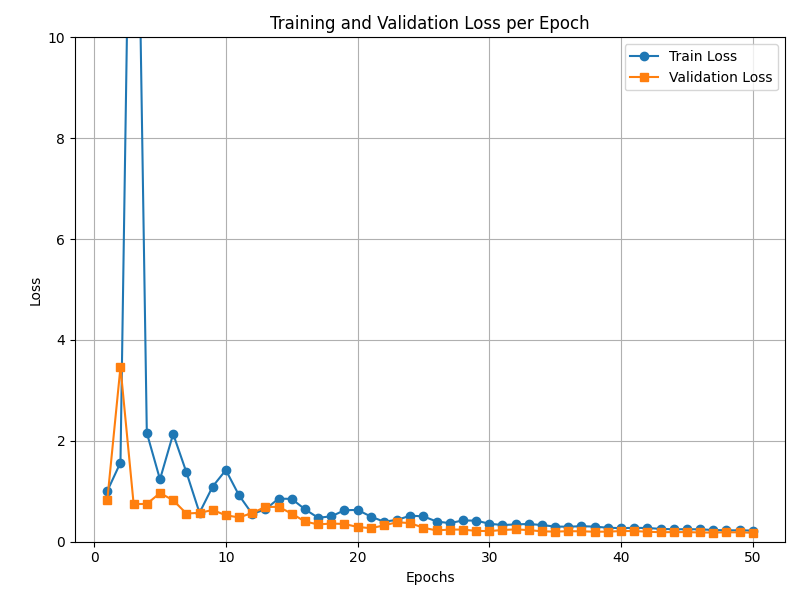 Training and Validation Loss per Epoch
Train Loss
Validation Loss
Loss
10
8
6
4
2
0
0 10 20 30 40 50
Epochs